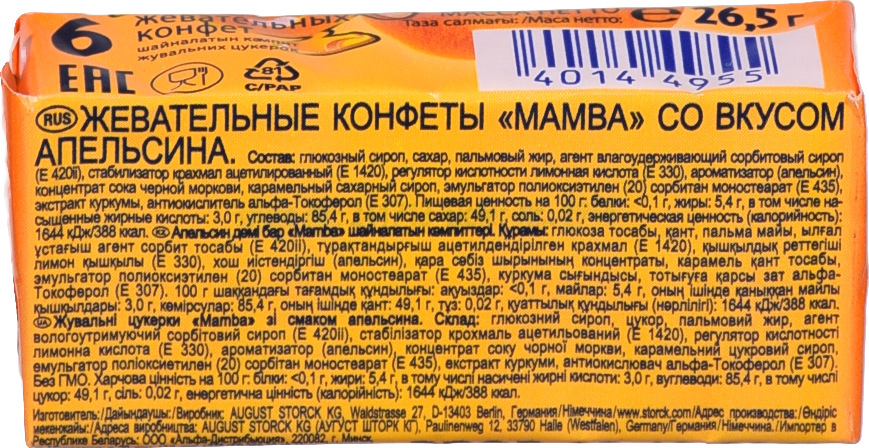 жевательных
конфет
шайналатын кәмпит
жувальних цукерок
Таза салмағы: /Маса нетто:
е 26,5 г
6
EAC
81
C/PAP
4014 4955
RUS ЖЕВАТЕЛЬНЫЕ КОНФЕТЫ «MAMBA» СО ВКУСОМ
АПЕЛЬСИНА. Состав: глюкозный сироп, сахар, пальмовый жир, агент влагоудерживающий сорбитовый сироп
(Е 420ii), стабилизатор крахмал ацетилированный (Е 1420), регулятор кислотности лимонная кислота (Е 330), ароматизатор (апельсин),
концентрат сока черной моркови, карамельный сахарный сироп, эмульгатор полиоксиэтилен (20) сорбитан моностеарат (Е 435),
экстракт куркумы, антиокислитель альфа-Токоферол (Е 307). Пищевая ценность на 100 г: белки: <0,1 г, жиры: 5,4 г, в том числе на-
сыщенные жирные кислоты: 3,0 г, углеводы: 85,4 г, в том числе сахар: 49,1 г, соль: 0,02 г, энергетическая ценность (калорийность):
1644 кДж/388 ккал. Апельсин дәмі бар «Mamba» шайналатын кәмпиттері. Құрамы: глюкоза тосабы, қант, пальма майы, ылғал
ұстағыш агент сорбит тосабы (Е 420ii), тұрақтандырғыш ацетилендендірілген крахмал (Е 1420), қышқылдық реттегіші
лимон қышқылы (Е 330), хош иістендіргіш (апельсин), қара сәбіз шырынының концентраты, карамель қант тосабы,
эмульгатор полиоксиэтилен (20) сорбитан моностеарат (Е 435), куркума сығындысы, тотығуға қарсы зат альфа-
Токоферол (Е 307). 100 г шаққандағы тағамдық құндылығы: ақуыздар: <0,1 г, майлар: 5,4 г, оның ішінде қаныққан майлы
қышқылдары: 3,0 г, көмірсулар: 85,4 г, оның ішінде қант: 49,1 г, тұз: 0,02 г, қуаттылық құндылығы (нәрлілігі): 1644 кДж/388 ккал.
UA Жувальні цукерки «Mamba» зі смаком апельсина. Склад: глюкозний сироп, цукор, пальмовий жир, агент
вологоутримуючий сорбітовий сироп (Е 420ii), стабілізатор крохмаль ацетильований (Е 1420), регулятор кислотності
лимонна кислота (Е 330), ароматизатор (апельсин), концентрат соку чорної моркви, карамельний цукровий сироп,
емульгатор поліоксіетилен (20) сорбітан моностеарат (Е 435), екстракт куркуми, антиокислювач альфа-Токоферол (Е 307).
Без ГМО. Харчова цінність на 100 г: білки: <0,1 г, жири: 5,4 г, в тому числі насичені жирні кислоти: 3,0 г, вуглеводи: 85,4 г, в тому числі
цукор: 49,1 г, сіль: 0,02 г, енергетична цінність (калорійність): 1644 кДж/388 ккал
Изготовитель/Дайындаушы/Виробник: AUGUST STORCK KG, Waldstrasse 27, D-13403 Berlin, Германия/Німеччина/www.storck.com/Адрес производства:/Өндіріс
мекенжайы:/Адреса виробництва: AUGUST STORCK KG (АУГУСТ ШТОРК КГ), Paulinenweg 12, 33790 Halle (Westfalen), Germany/Германия/Німеччина./Импортер в
Республику Беларусь: ООО «Альфа-Дистрибьюция», 220082, г. Минск.